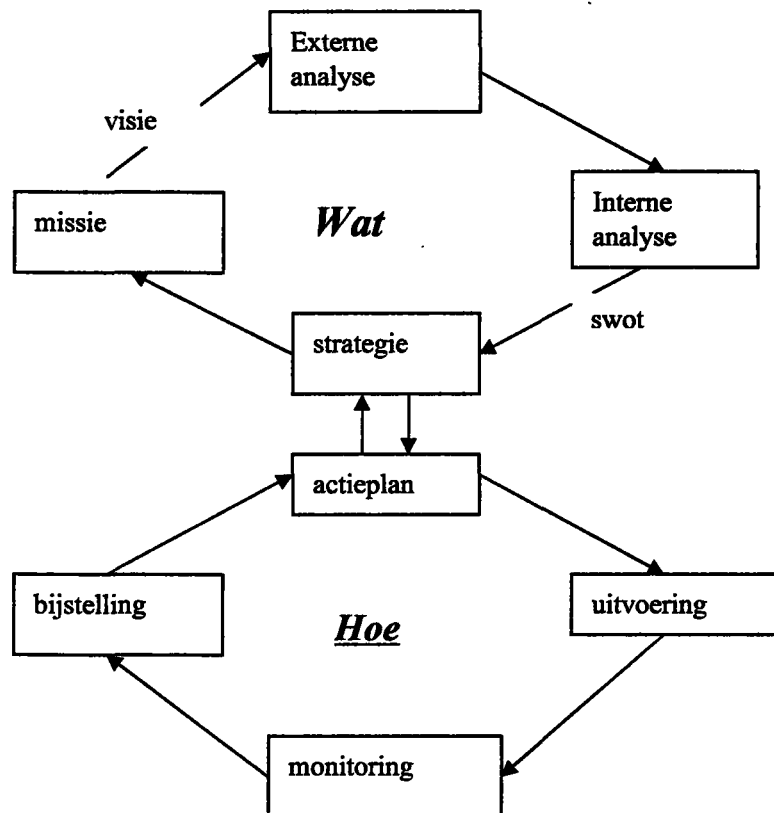 Externe
analyse
visie
missie
Wat
Interne
analyse
swot
strategie
actieplan
bijstelling
Hoe
uitvoering
monitoring